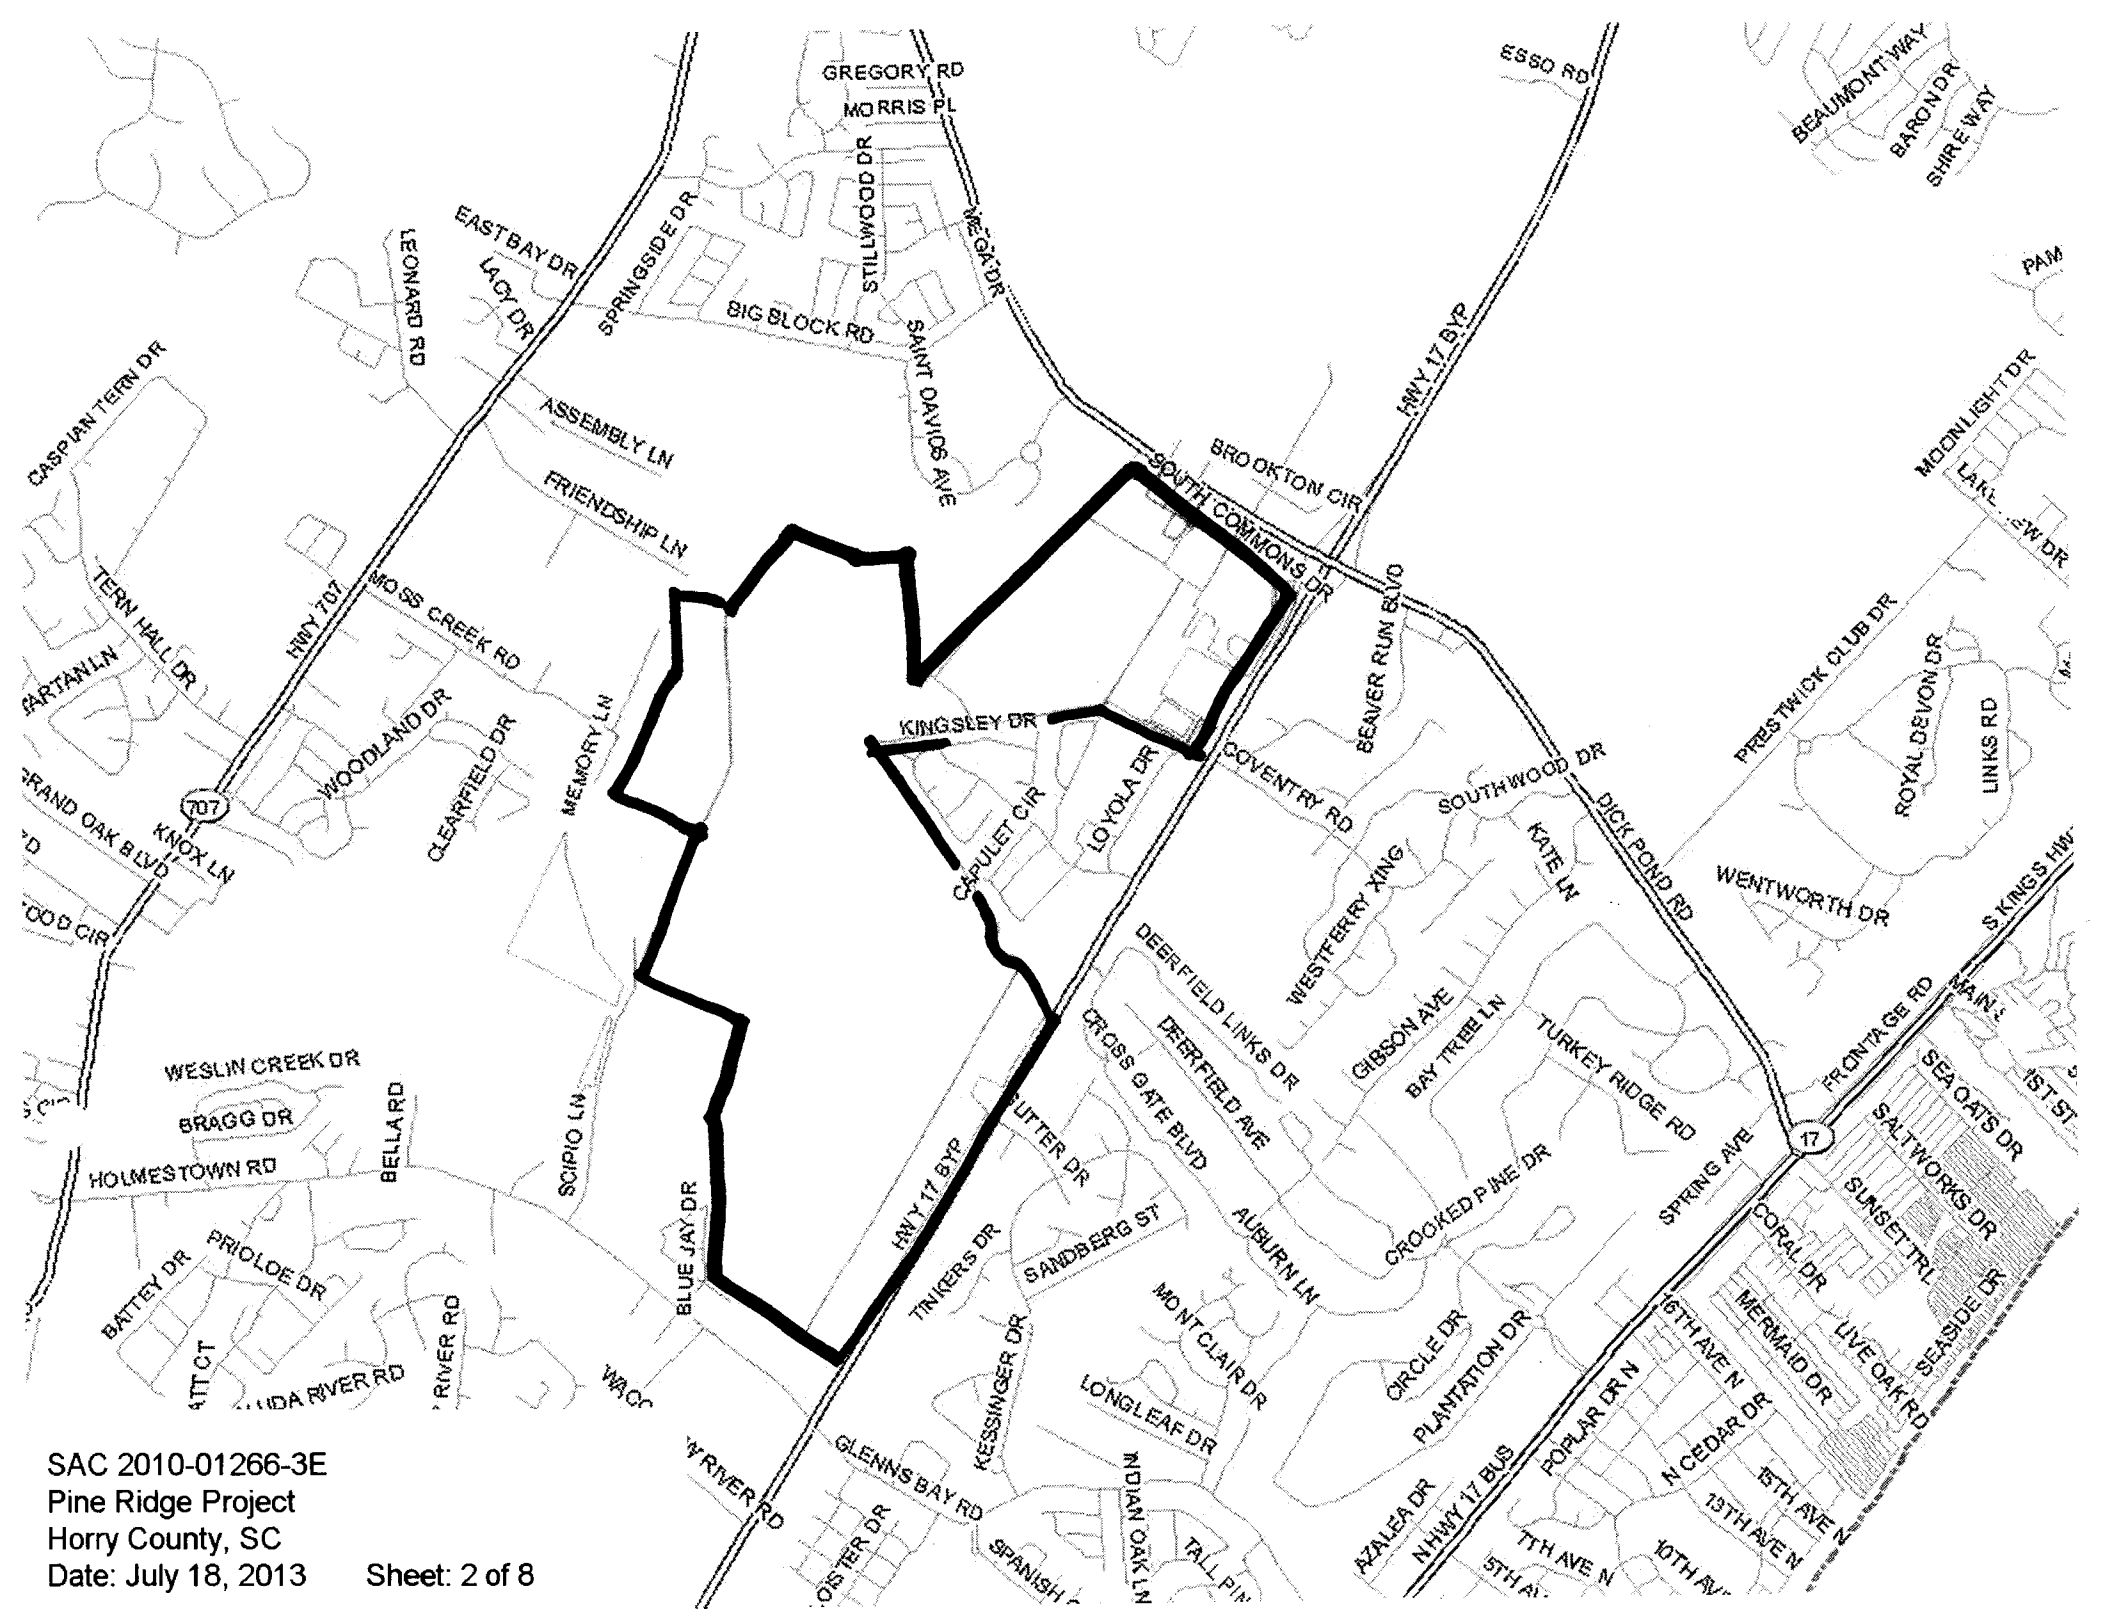 GREGORY RD
MORRIS PL
ESSO RD
BEAUMONT WAY
BARON DR
SHIRE WAY
STILLWOOD DR
SPRINGSIDE DR
EAST BAY DR
LEONARD RD
LACY DR
MEGA DR
PAM
BIG BLOCK RD
SAINT DAVIDS AVE
HWY 17 BYP
CASPIAN TERN DR
MOONLIGHT DR
ASSEMBLY LN
SOUTH COMMONS DR
BROOKTON CIR
FRIENDSHIP LN
HWY 707
MOSS CREEK RD
TERN HALL DR
BEAVER RUN BLVD
PRESTWICK CLUB DR
ROYAL DEVON DR
LINKS RD
WOODLAND DR
CLEARFIELD DR
MEMORY LN
KINGSLEY DR
COVENTRY RD
SOUTHWOOD DR
707
GRAND OAK BLVD
KNOX LN
CAPULET CIR
LOYOLA DR
DICK POND RD
KATE LN
WENTWORTH DR
WESTFERRY XING
DEERFIELD LINKS DR
DEERFIELD AVE
CROSS GATE BLVD
GIBSON AVE
BAY TREE LN
TURKEY RIDGE RD
FRONTAGE RD
S KINGS HW
SEA OATS DR
1ST ST
SALTWORKS DR
17
WESLIN CREEK DR
BRAGG DR
BELLARD
HOLMESTOWN RD
SCIPIO LN
BLUE JAY DR
HWY 17 BYP
TINKERS DR
SANDBERG ST
AUBURN LN
CROOKED PINE DR
SPRING AVE
CORAL DR
SUNSET TRL
SEASIDE DR
BATTEY DR
PRIOLOE DR
RIVER RD
KESSINGER DR
MONTCLAIR DR
CIRCLE DR
PLANTATION DR
16TH AVE N
MERMAID DR
LIVE OAK RD
LONGLEAF DR
POPLAR DR N
N CEDAR DR
GLENNS BAY RD
INDIAN OAK LN
AZALEA DR
N HWY 17 BUS
15TH AVE N
13TH AVE N
7TH AVE N
SAC 2010-01266-3E
Pine Ridge Project
Horry County, SC
Date: July 18, 2013 Sheet: 2 of 8